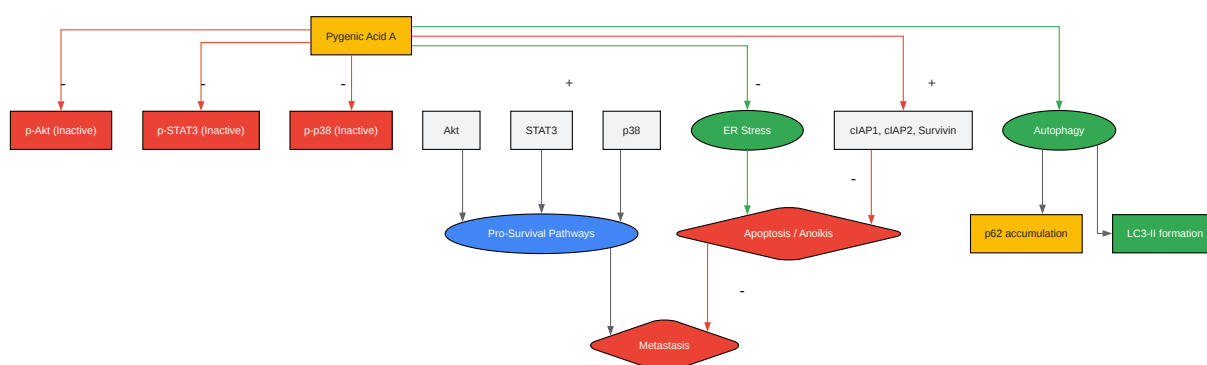 Pygenic Acid A
- - - + - +
p-Akt (Inactive)
p-STAT3 (Inactive)
p-p38 (Inactive)
Akt
STAT3
p38
ER Stress
cIAP1, cIAP2, Survivin
Autophagy
-
Pro-Survival Pathways
Apoptosis / Anoikis
p62 accumulation
LC3-II formation
-
Metastasis